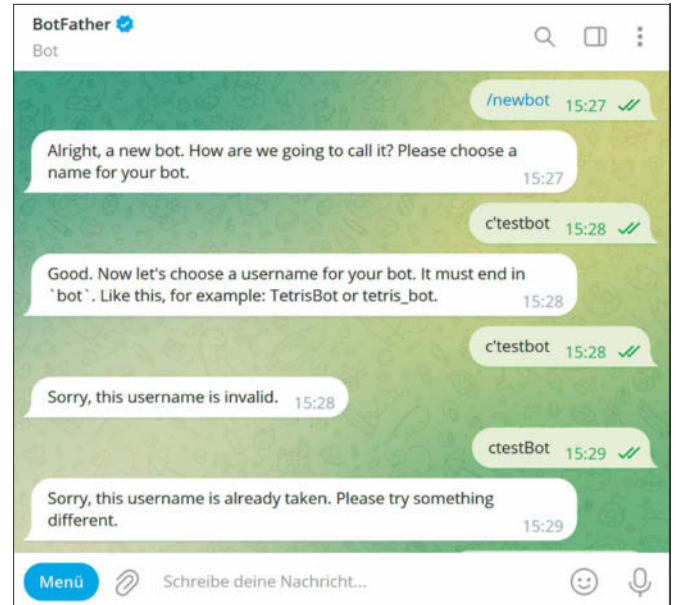 BotFather
Bot
/newbot 15:27
Alright, a new bot. How are we going to call it? Please choose a
name for your bot.
15:27
c'testbot 15:28
Good. Now let's choose a username for your bot. It must end in
`bot`. Like this, for example: TetrisBot or tetris_bot.
15:28
c'testbot 15:28
Sorry, this username is invalid. 15:28
ctestBot 15:29
Sorry, this username is already taken. Please try something
different.
15:29
Menü Schreibe deine Nachricht...